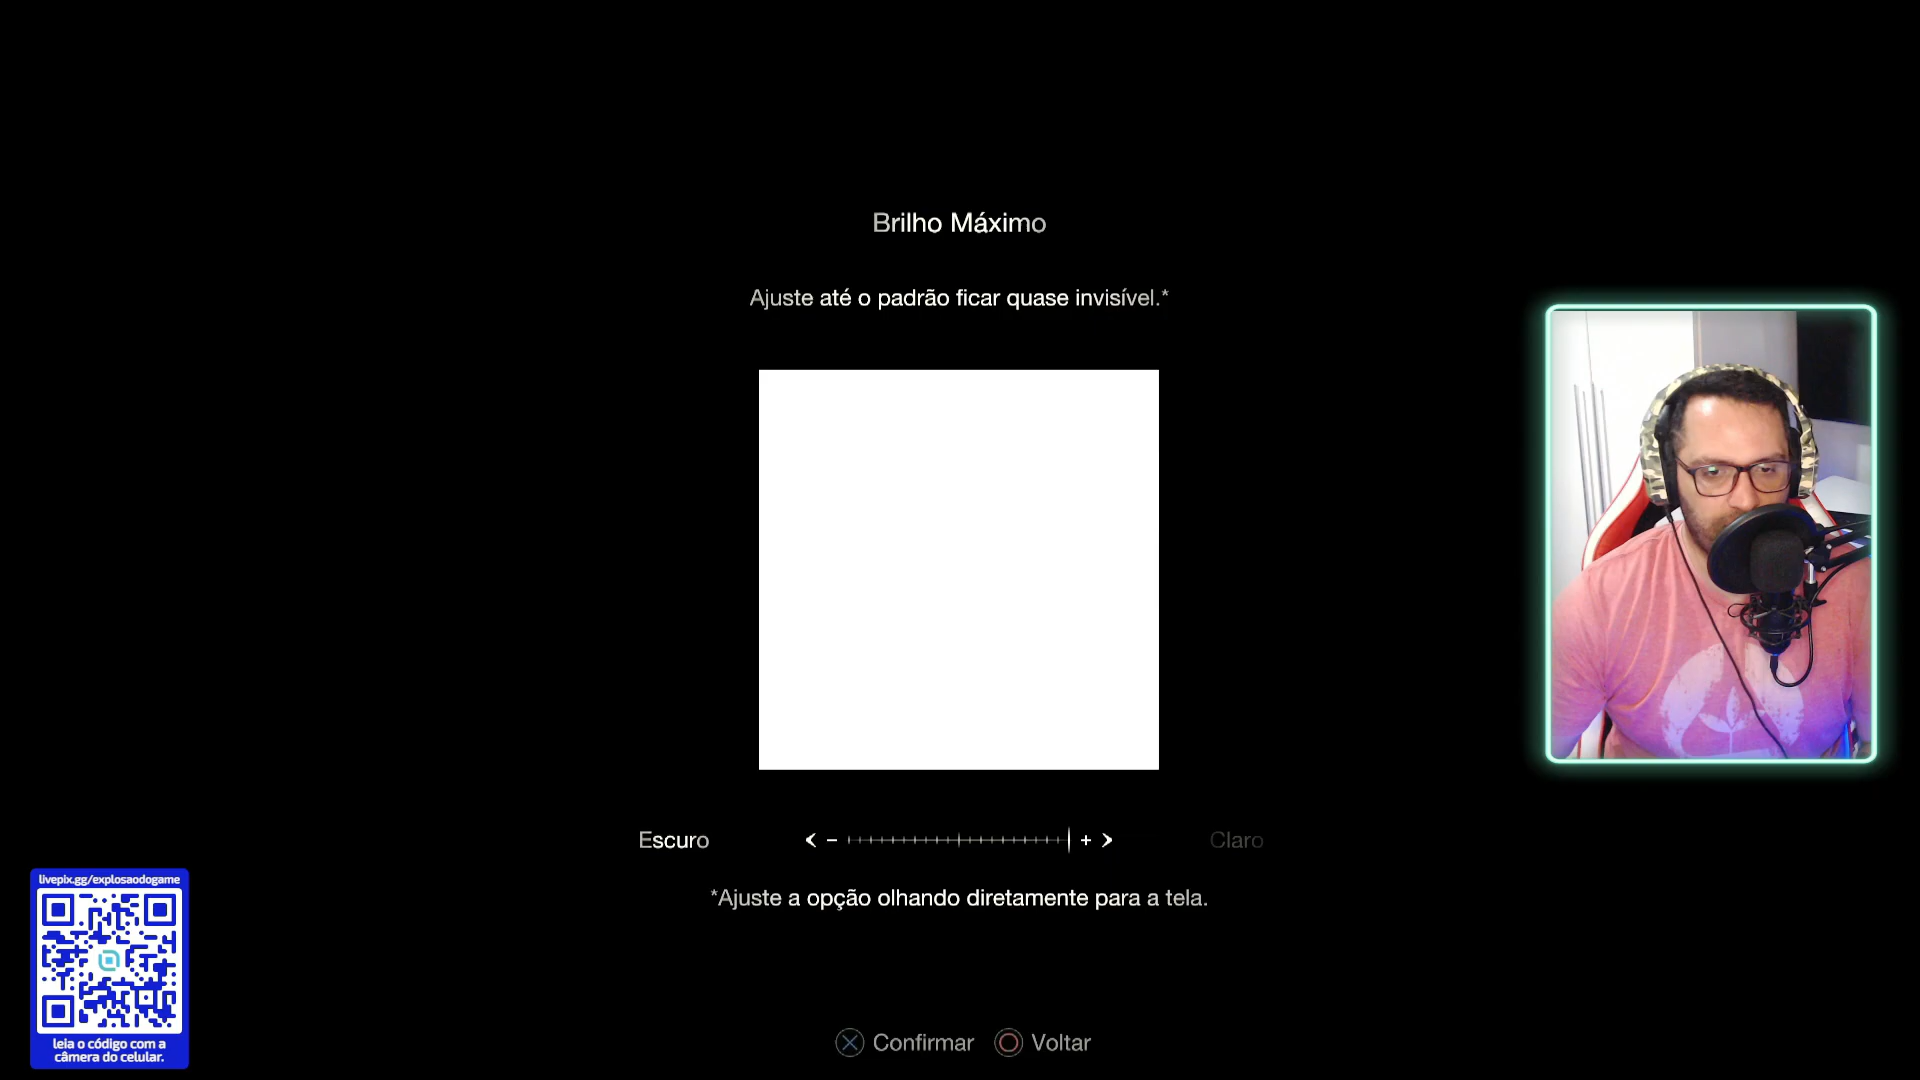 Brilho Máximo
Ajuste até o padrão ficar quase invisível.*
Escuro
Claro
*Ajuste a opção olhando diretamente para a tela.
livepix.gg/explosaodogame
leia o código com a
câmera do celular.
Confirmar Voltar